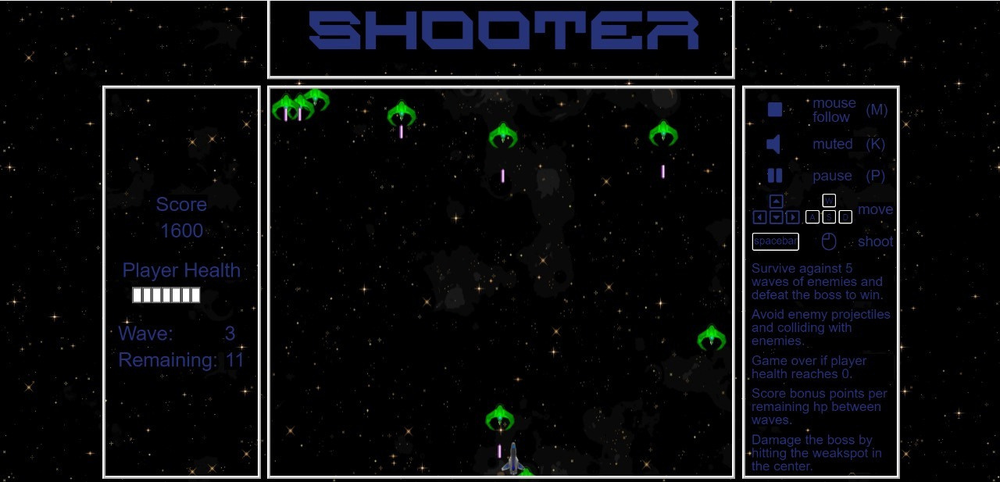 SHOOTER
Score
1600
Player Health
Wave: 3
Remaining: 11
mouse
follow (M)
muted (K)
pause (P)
W
A S D move
spacebar shoot
Survive against 5
waves of enemies and
defeat the boss to win.
Avoid enemy projectiles
and colliding with
enemies.
Game over if player
health reaches 0.
Score bonus points per
remaining hp between
waves.
Damage the boss by
hitting the weakspot in
the center.